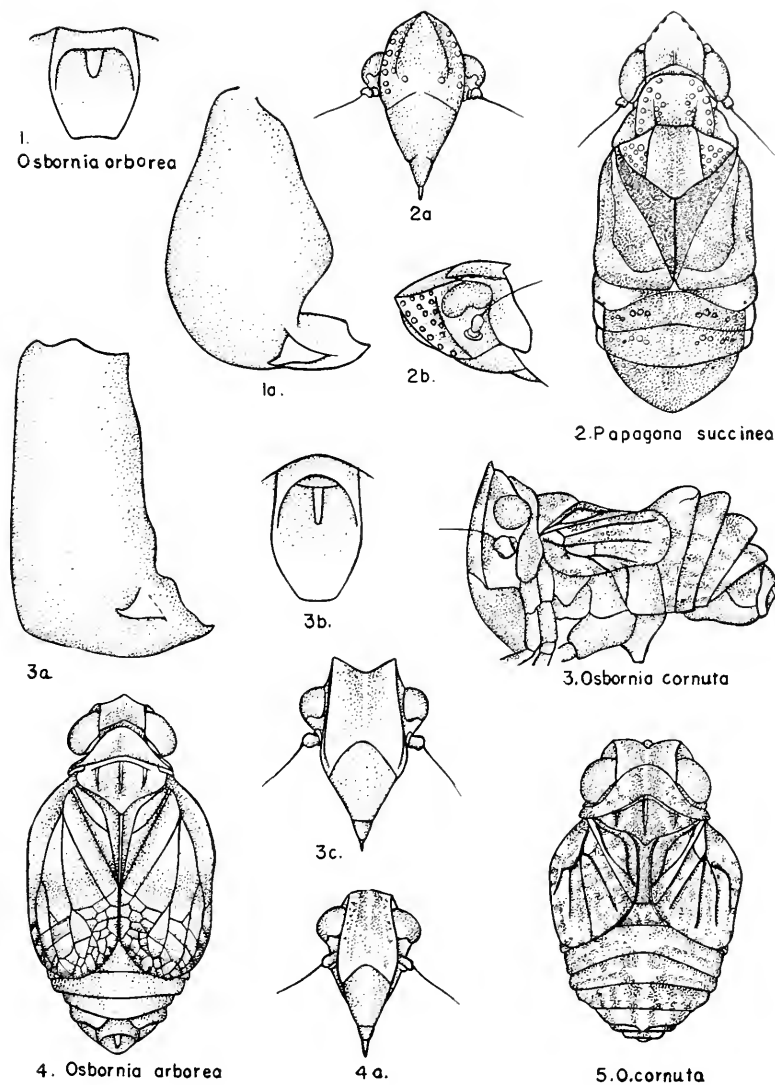 1.
Osbornia arborea
2a
1a.
2b.
2. Papagona succinea
3a
3b.
3. Osbornia cornuta
3c.
4. Osbornia arborea
4a.
5. O. cornuta